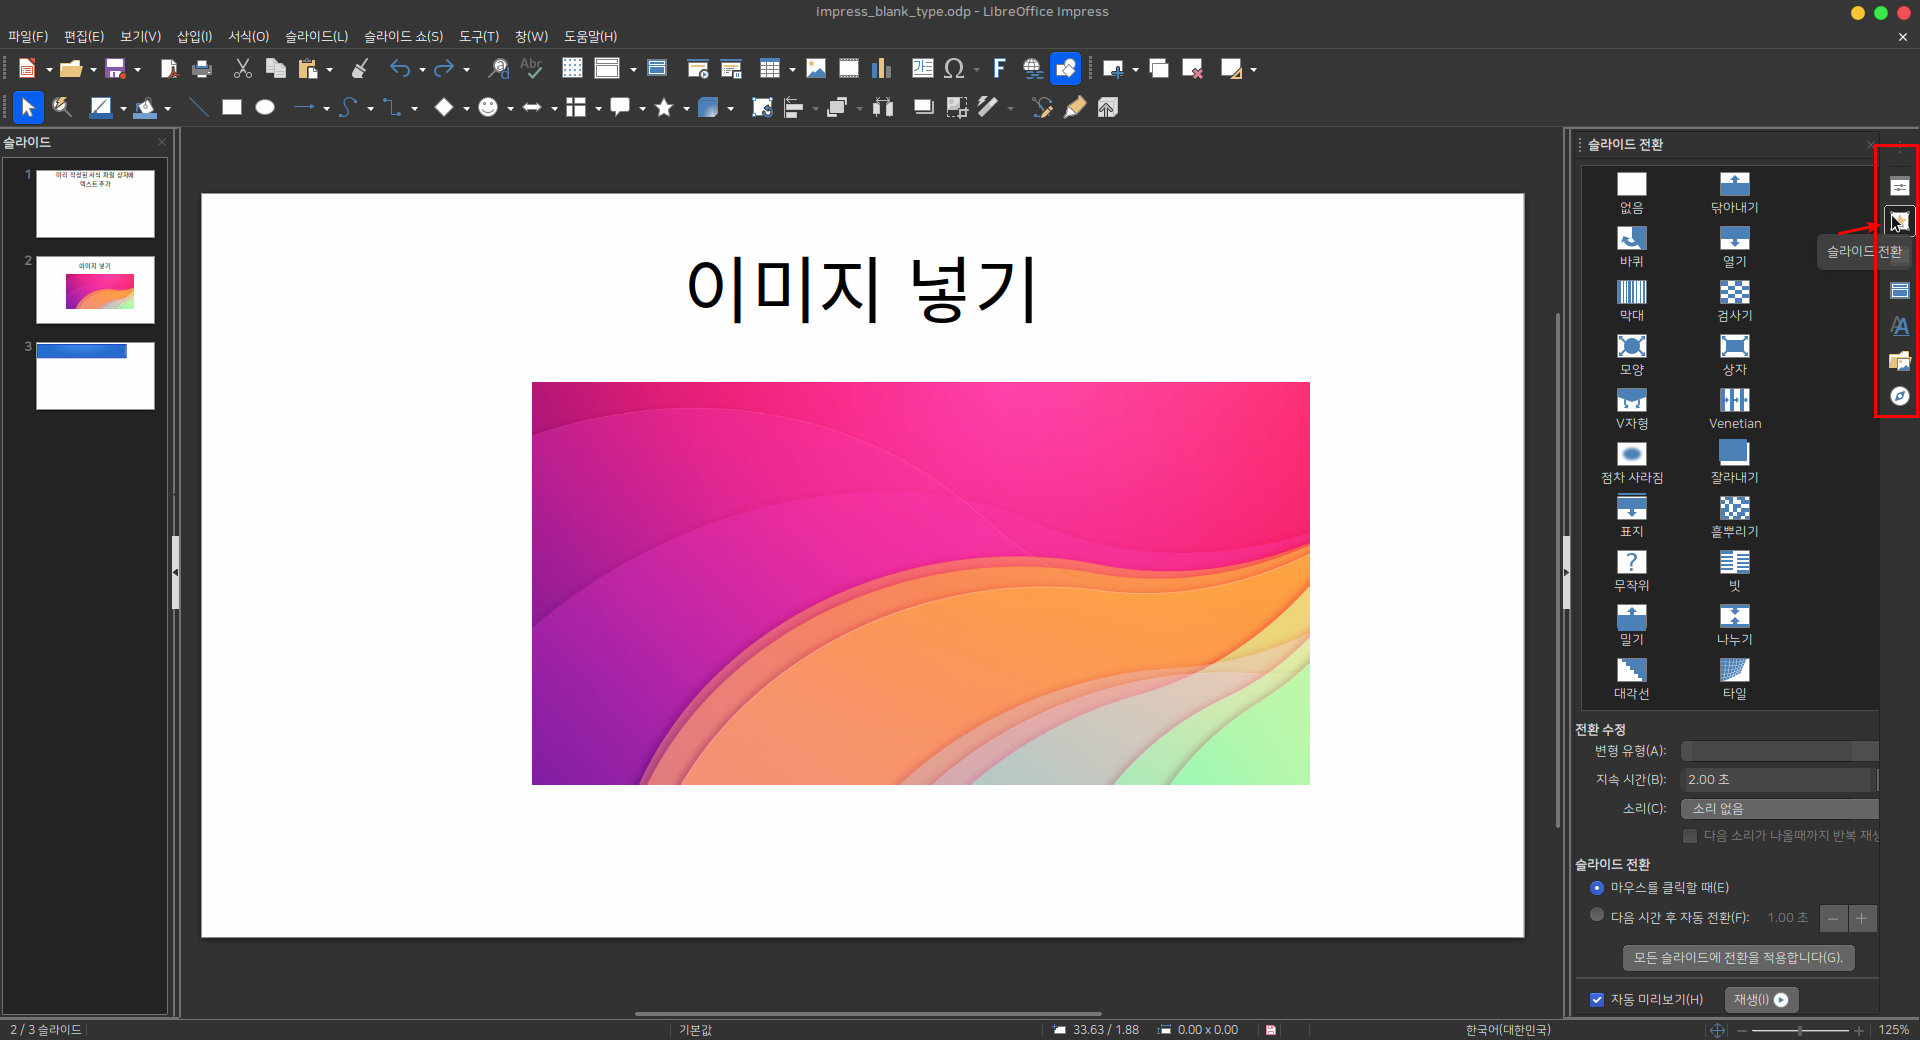 impress_blank_type.odp - LibreOffice Impress
파일(F) 편집(E) 보기(V) 삽입(I) 서식(O) 슬라이드(L) 슬라이드 쇼(S) 도구(T) 창(W) 도움말(H)
슬라이드
1
미리 작성된 서식 파일 상자에
텍스트 추가
2
이미지 넣기
3
이미지 넣기
슬라이드 전환
없음 닦아내기
바퀴 열기
슬라이드 전환
막대 검사기
모양 상자
V자형 Venetian
점차 사라짐 잘라내기
표지 흩뿌리기
무작위 빗
밀기 나누기
대각선 타일
전환 수정
변형 유형(A):
지속 시간(B): 2.00 초
소리(C): 소리 없음
다음 소리가 나올때까지 반복 재생
슬라이드 전환
마우스를 클릭할 때(E)
다음 시간 후 자동 전환(F): 1.00 초
모든 슬라이드에 전환을 적용합니다(G).
자동 미리보기(H) 재생(I)
2 / 3 슬라이드 기본값 33.63 / 1.88 0.00 x 0.00 한국어(대한민국) 125%